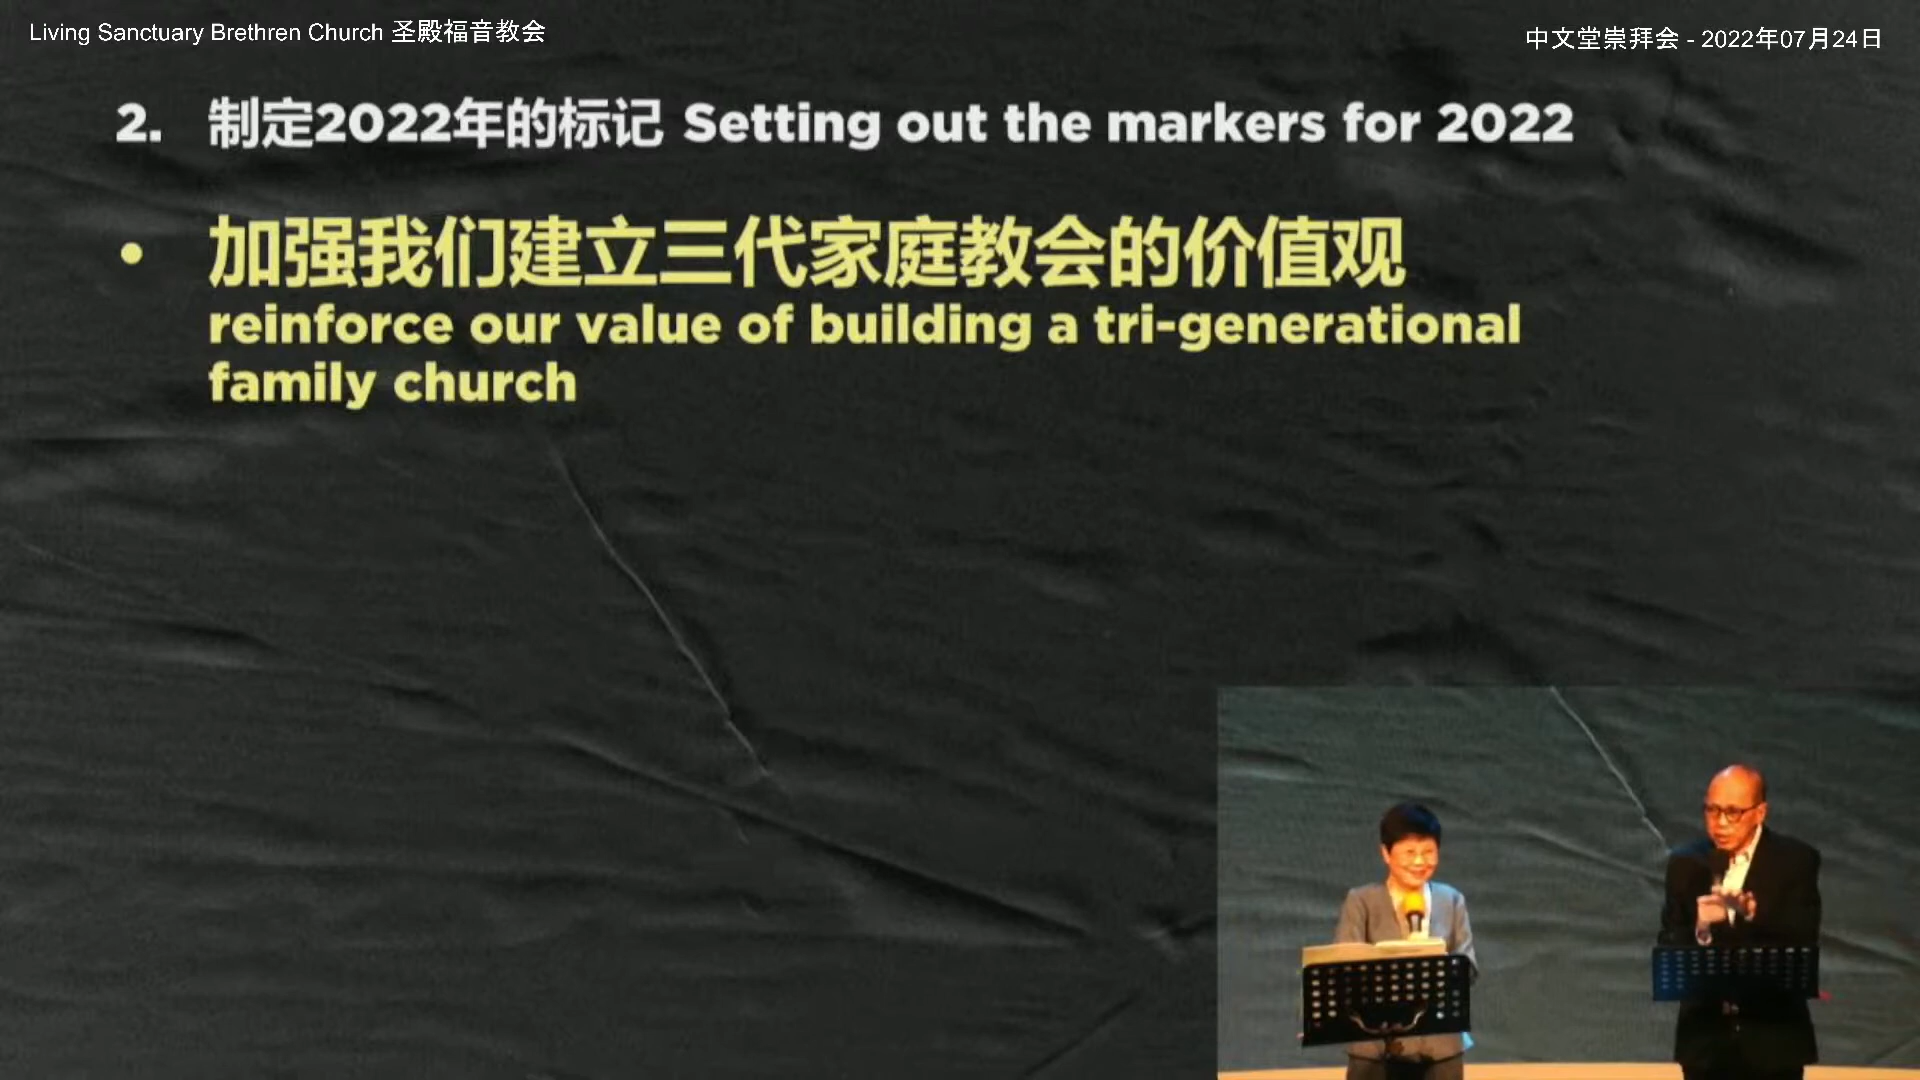 Living Sanctuary Brethren Church 圣殿福音教会
中文堂崇拜会 - 2022年07月24日
2. 制定2022年的标记 Setting out the markers for 2022
• 加强我们建立三代家庭教会的价值观
reinforce our value of building a tri-generational
family church